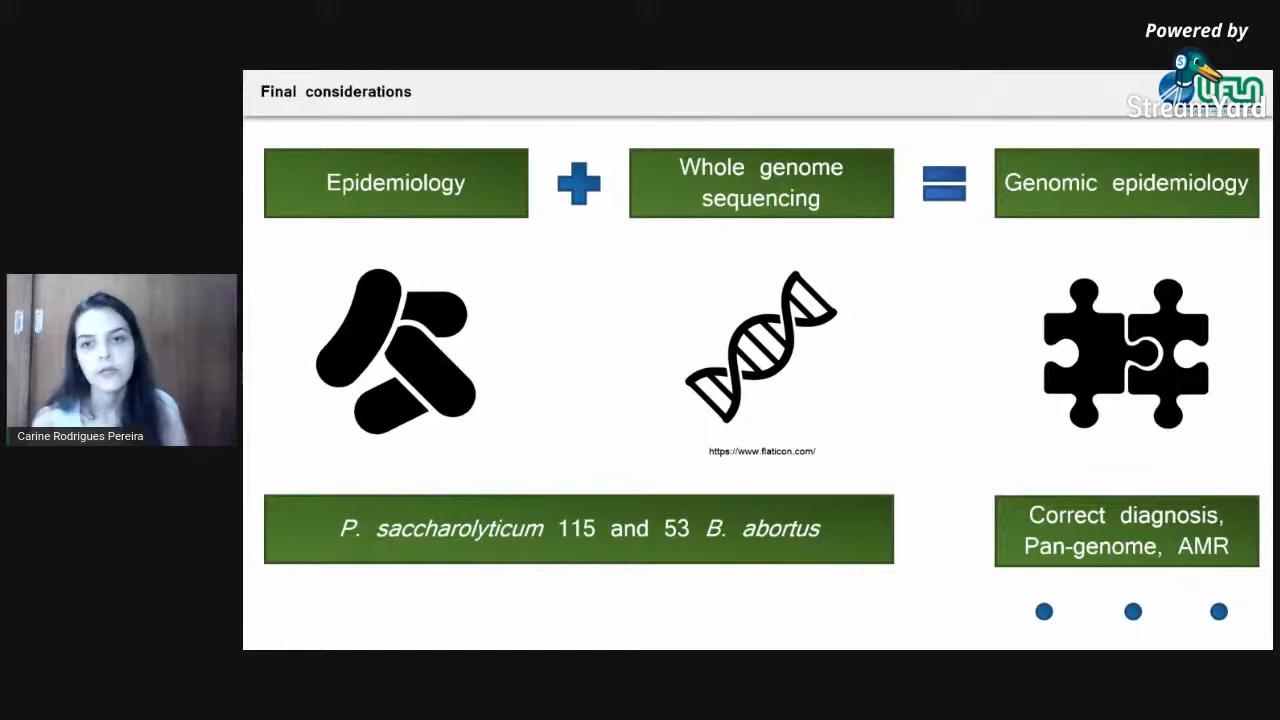 Powered by
StreamYard
UFLA
Final considerations
Epidemiology
Whole genome
sequencing
Genomic epidemiology
https://www.flaticon.com/
Carine Rodrigues Pereira
P. saccharolyticum 115 and 53 B. abortus
Correct diagnosis,
Pan-genome, AMR